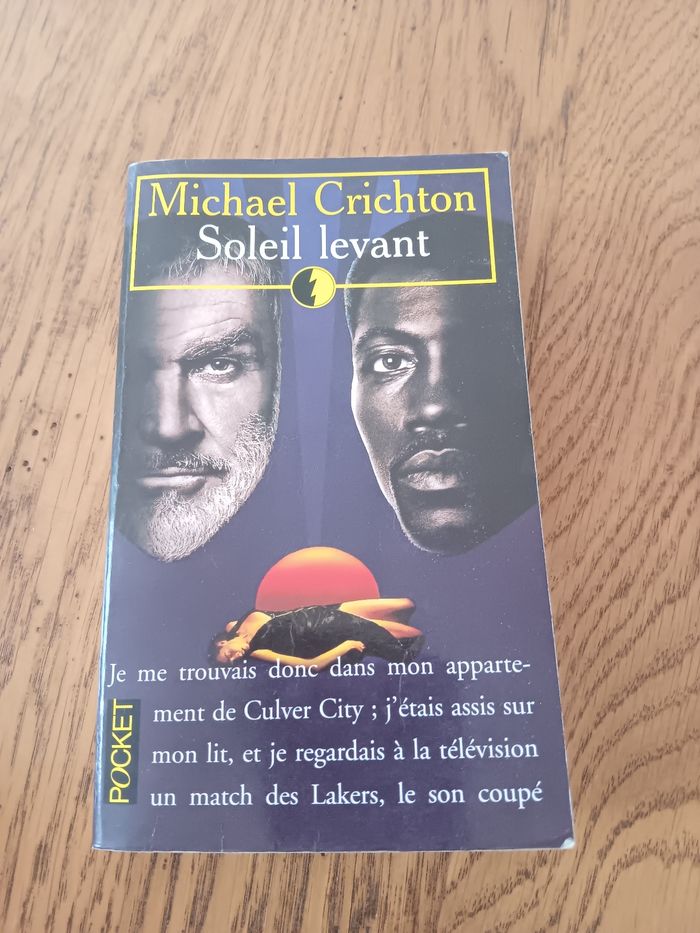 Michael Crichton
Soleil levant
Je me trouvais donc dans mon apparte-
ment de Culver City ; j'étais assis sur
mon lit, et je regardais à la télévision
un match des Lakers, le son coupé
POCKET